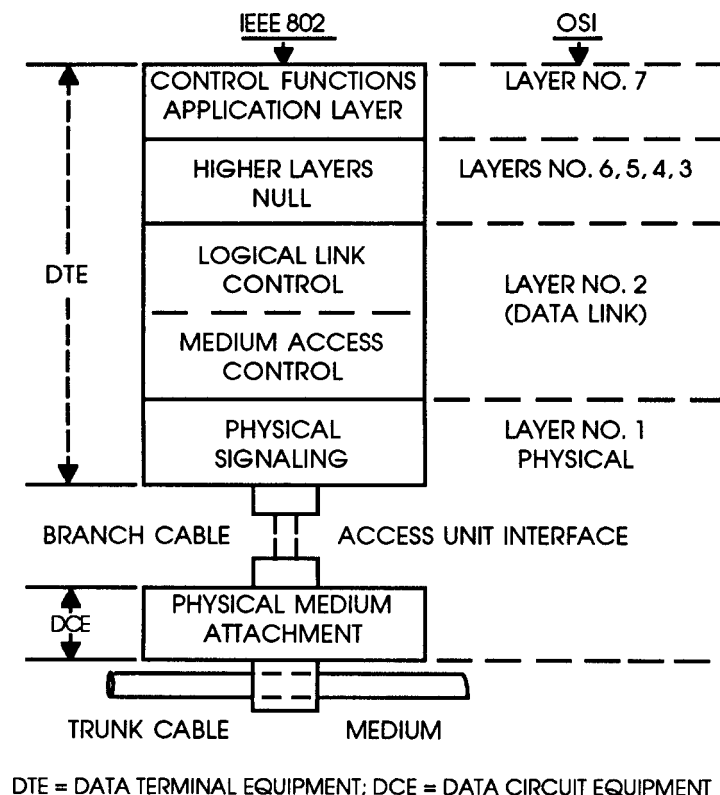 IEEE 802
OSI
CONTROL FUNCTIONS
APPLICATION LAYER
LAYER NO. 7
HIGHER LAYERS
NULL
LAYERS NO. 6, 5, 4, 3
DTE
LOGICAL LINK
CONTROL
MEDIUM ACCESS
CONTROL
LAYER NO. 2
(DATA LINK)
PHYSICAL
SIGNALING
LAYER NO. 1
PHYSICAL
BRANCH CABLE
ACCESS UNIT INTERFACE
DCE
PHYSICAL MEDIUM
ATTACHMENT
TRUNK CABLE
MEDIUM
DTE = DATA TERMINAL EQUIPMENT; DCE = DATA CIRCUIT EQUIPMENT